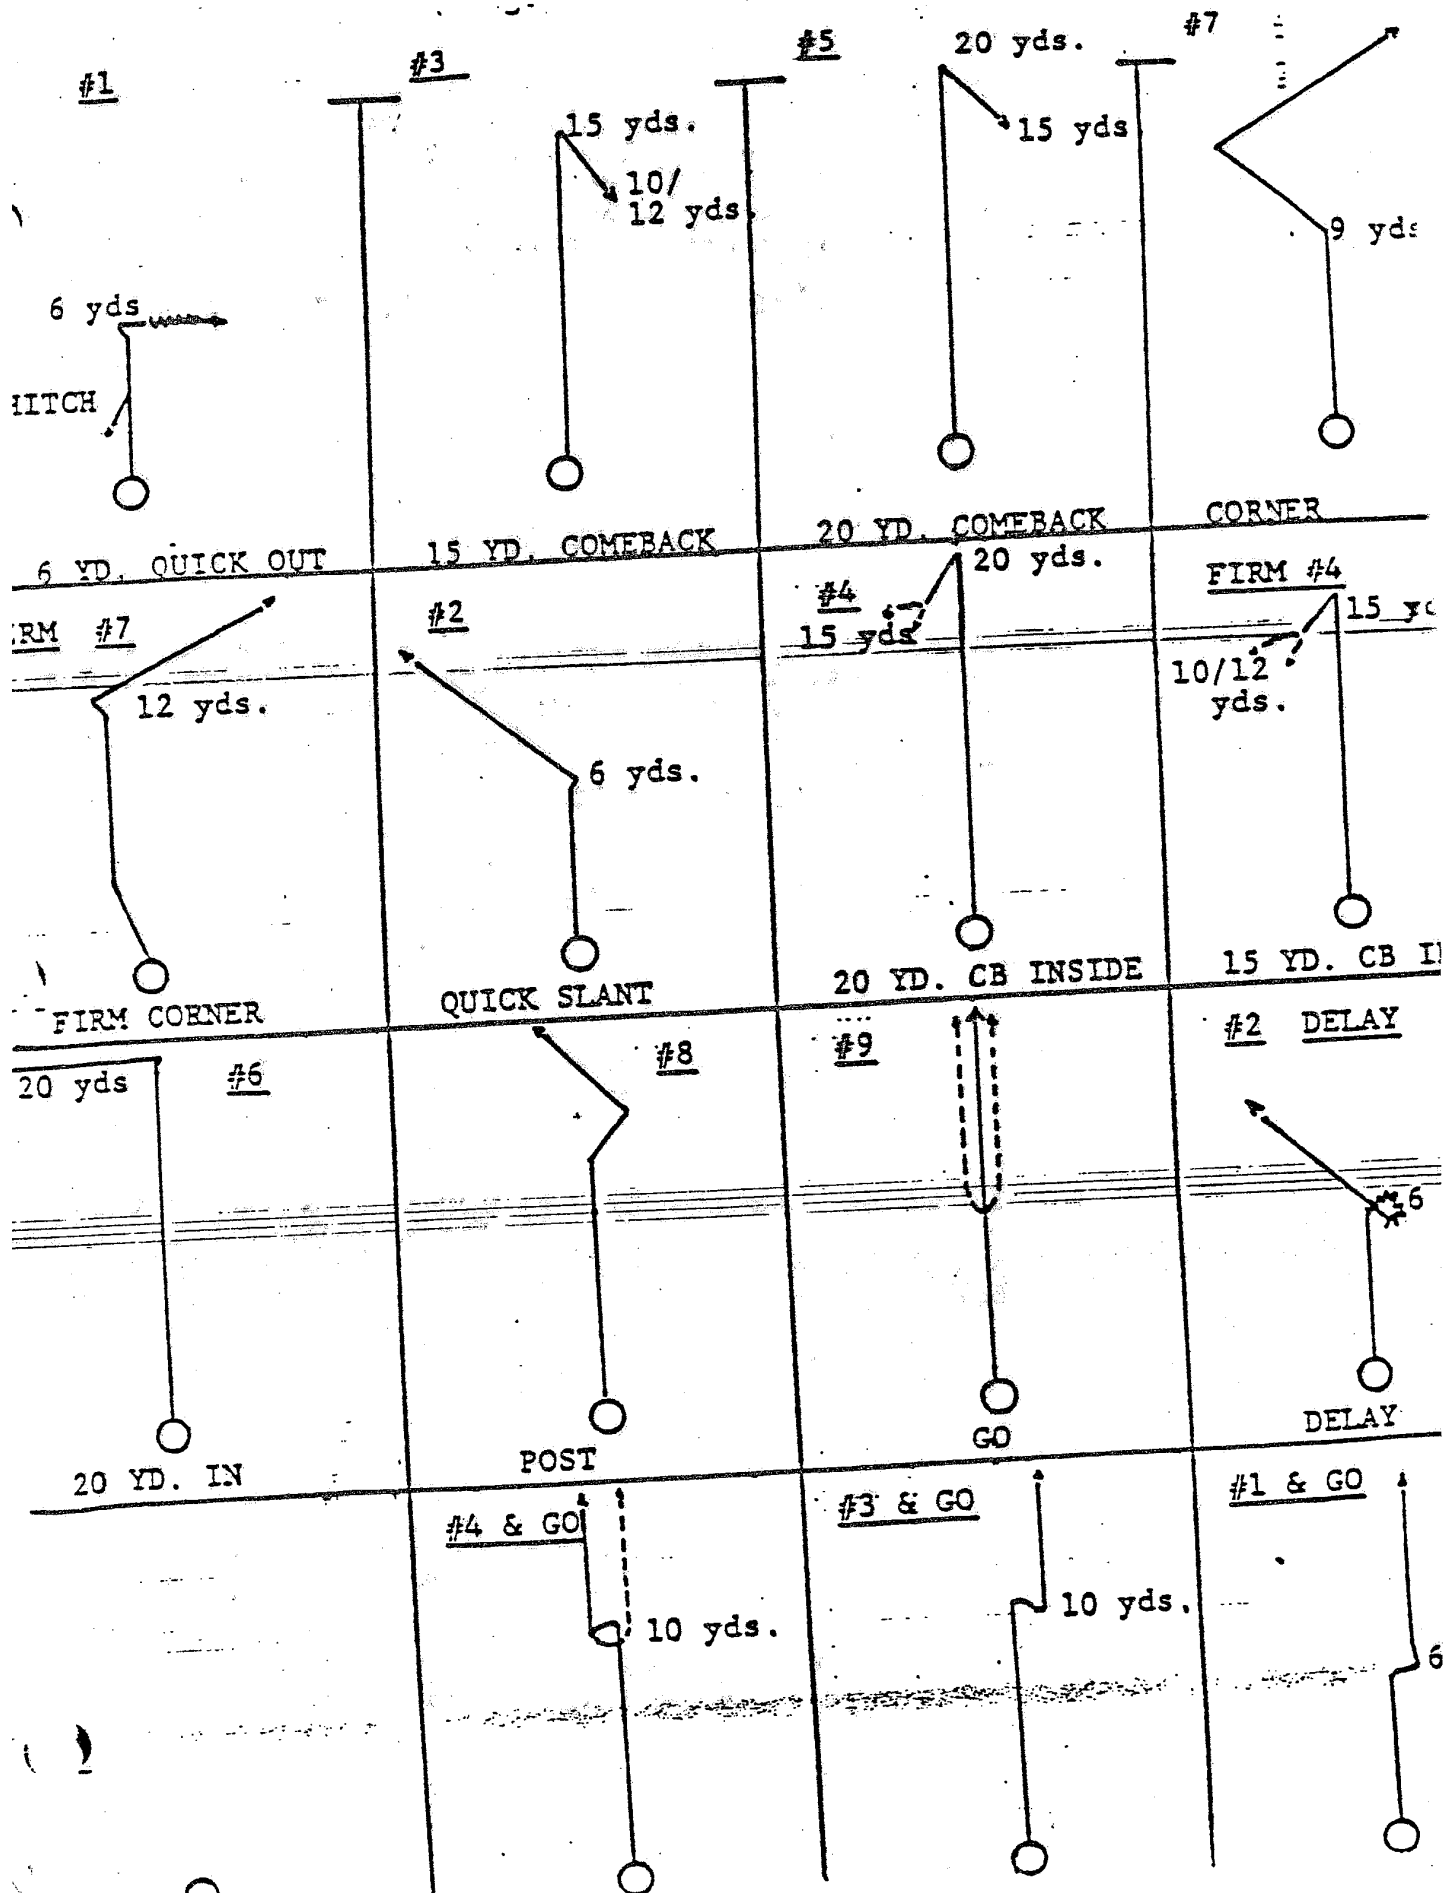 #1
#3
#5
20 yds.
#7
15 yds.
15 yds
10/
12 yds.
9 yds
6 yds
HITCH
6 YD. QUICK OUT
15 YD. COMEBACK
20 YD. COMEBACK
CORNER
#7
#2
#4
20 yds.
15 yds
FIRM #4
15 yd
10/12
yds.
12 yds.
6 yds.
FIRM CORNER
QUICK SLANT
20 YD. CB INSIDE
15 YD. CB I
20 yds
#6
#8
#9
#2 DELAY
6
20 YD. IN
POST
GO
DELAY
#4 & GO
#3 & GO
#1 & GO
10 yds.
10 yds.
6